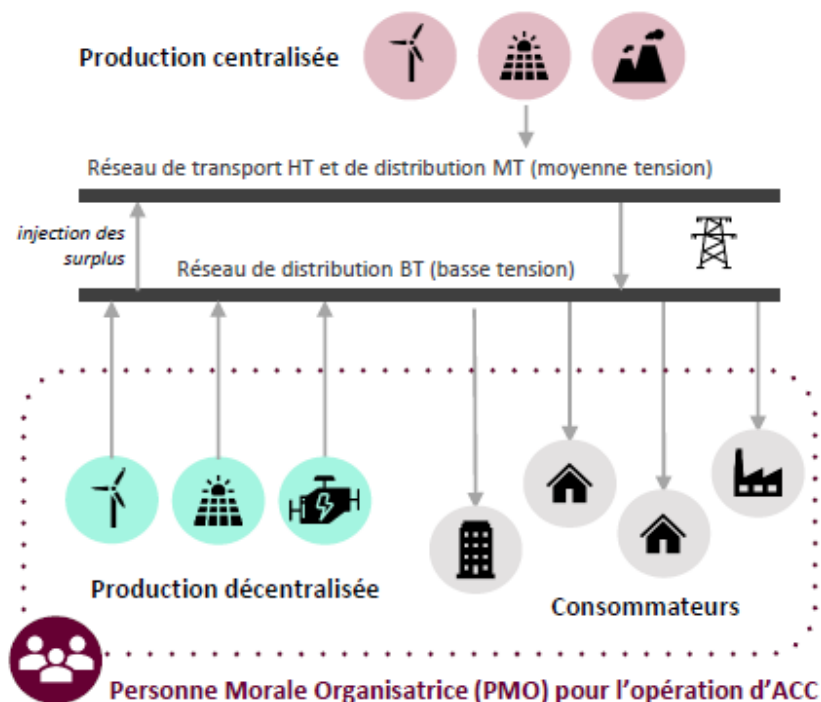 Production centralisée
Réseau de transport HT et de distribution MT (moyenne tension)
injection des
surplus
Réseau de distribution BT (basse tension)
Production décentralisée
Consommateurs
Personne Morale Organisatrice (PMO) pour l'opération d'ACC